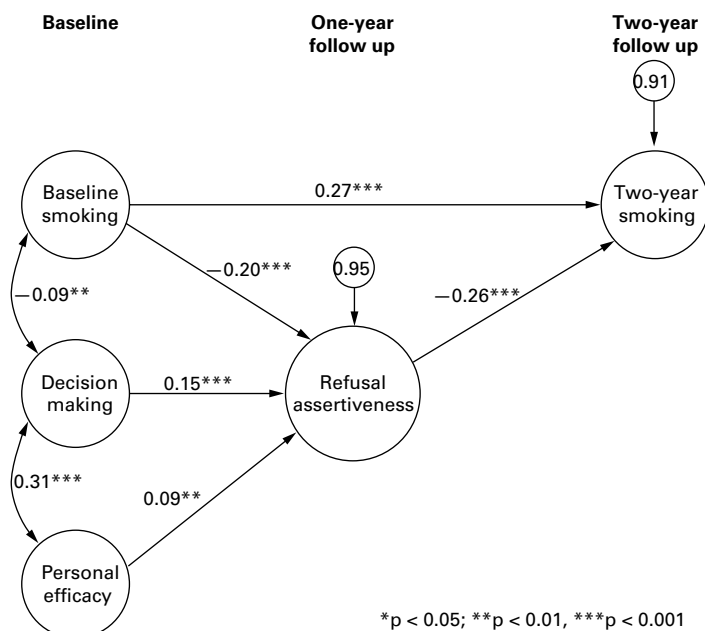 Baseline
One-year
follow up
Two-year
follow up
0.91
Baseline
smoking
0.27***
Two-year
smoking
—0.20***
0.95
—0.26***
—0.09**
Decision
making
0.15***
Refusal
assertiveness
0.31***
0.09**
Personal
efficacy
*p < 0.05; **p < 0.01, ***p < 0.001